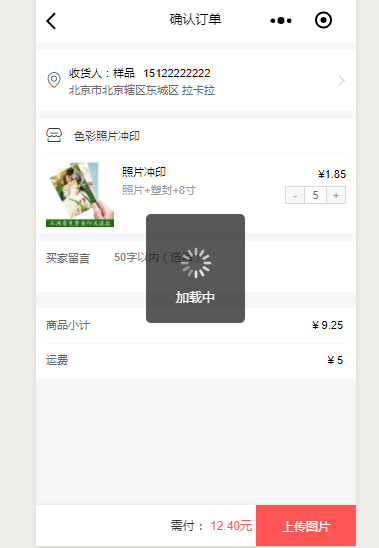 确认订单
收货人：样品 15122222222
北京市北京辖区东城区 拉卡拉
色彩照片冲印
照片冲印
¥1.85
照片+塑封+8寸
- 5 +
买家留言 50字以内（选
加载中
商品小计 ¥ 9.25
运费 ¥ 5
需付： 12.40元 上传图片